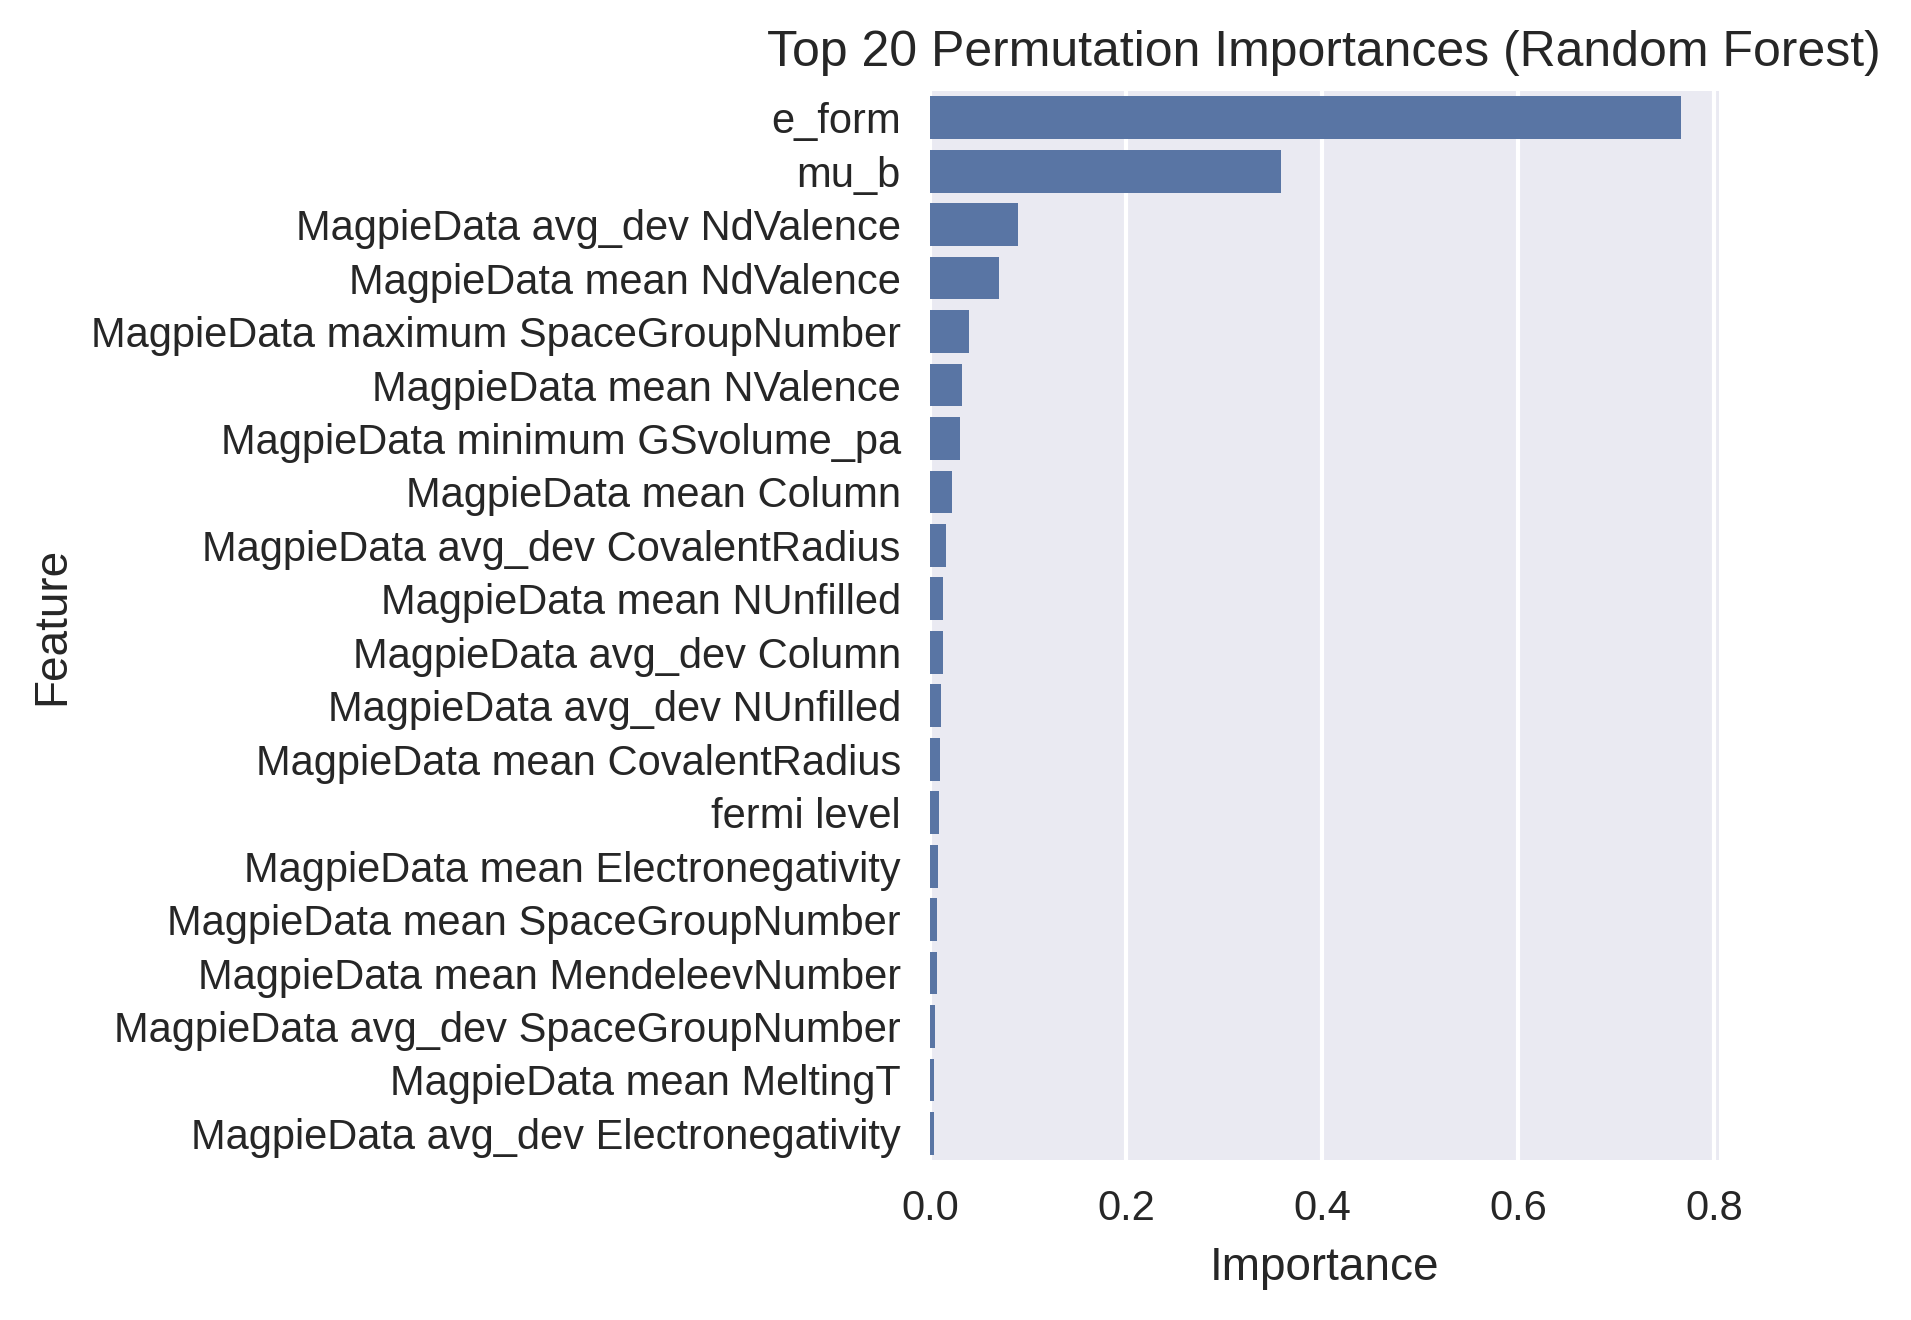 Top 20 Permutation Importances (Random Forest)
e_form
mu_b
MagpieData avg_dev NdValence
MagpieData mean NdValence
MagpieData maximum SpaceGroupNumber
MagpieData mean NValence
MagpieData minimum GSvolume_pa
MagpieData mean Column
MagpieData avg_dev CovalentRadius
MagpieData mean NUnfilled
MagpieData avg_dev Column
MagpieData avg_dev NUnfilled
MagpieData mean CovalentRadius
fermi level
MagpieData mean Electronegativity
MagpieData mean SpaceGroupNumber
MagpieData mean MendeleevNumber
MagpieData avg_dev SpaceGroupNumber
MagpieData mean MeltingT
MagpieData avg_dev Electronegativity
Feature
0.0 0.2 0.4 0.6 0.8
Importance